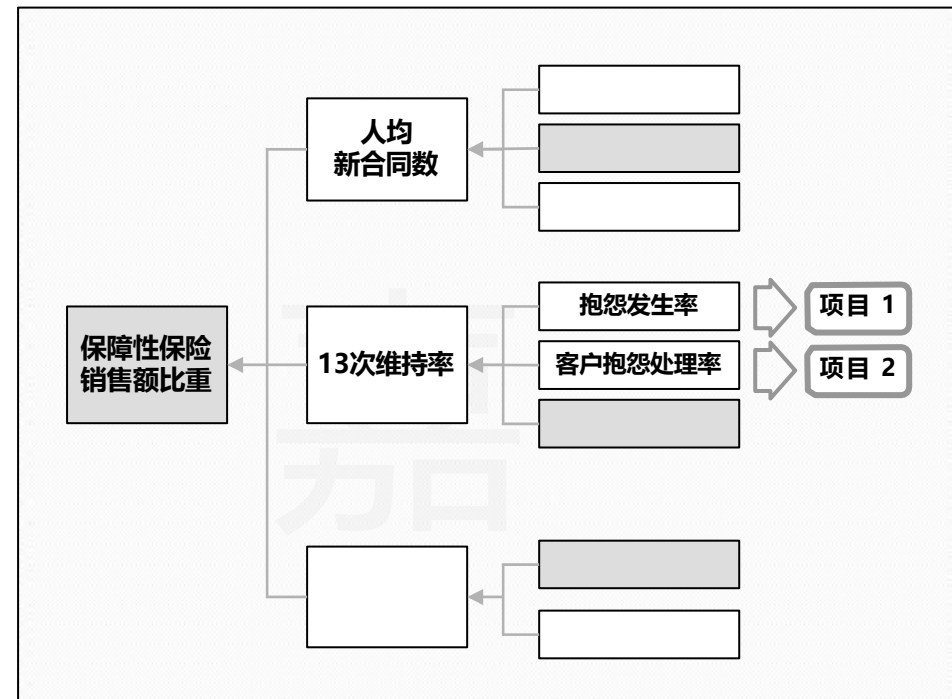 人均
新合同数
抱怨发生率
项目 1
保障性保险
销售额比重
13次维持率
客户抱怨处理率
项目 2
嘉